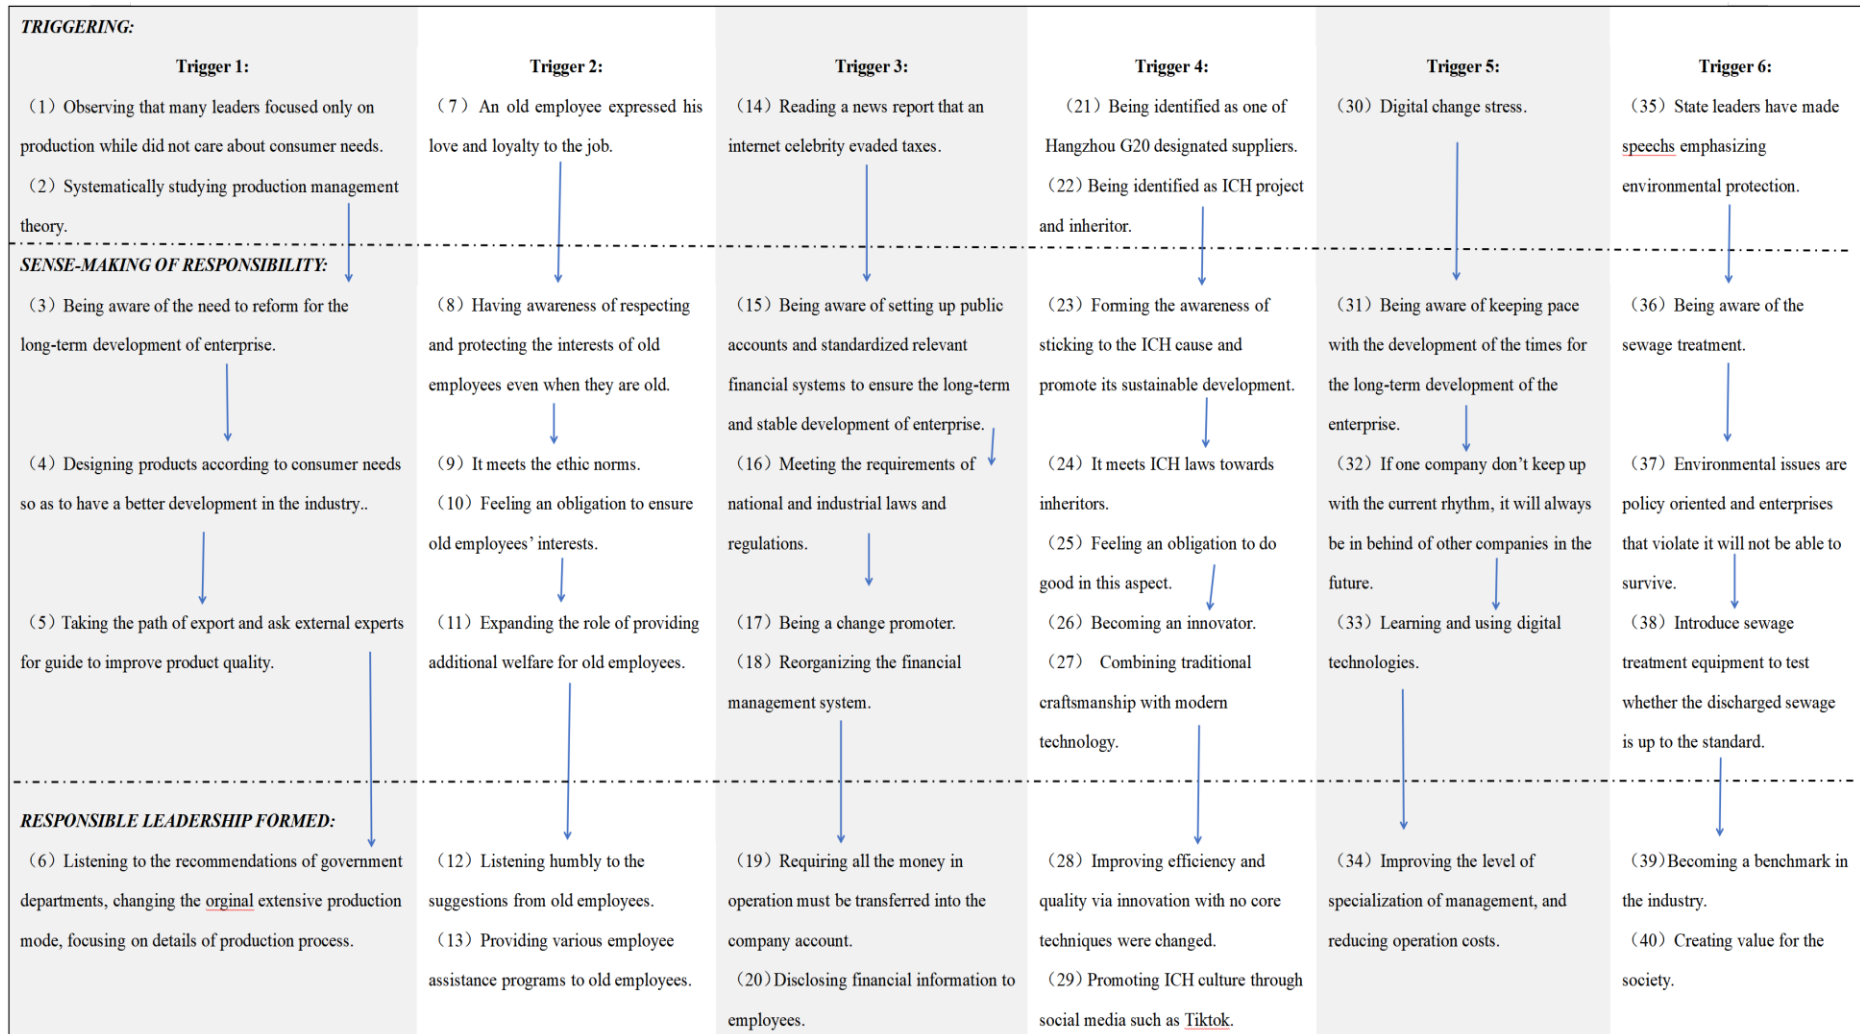 TRIGGERING:
Trigger 1:
（1）Observing that many leaders focused only on
production while did not care about consumer needs.
（2）Systematically studying production management
theory.
Trigger 2:
（7）An old employee expressed his
love and loyalty to the job.
Trigger 3:
（14）Reading a news report that an
internet celebrity evaded taxes.
Trigger 4:
（21）Being identified as one of
Hangzhou G20 designated suppliers.
（22）Being identified as ICH project
and inheritor.
Trigger 5:
（30）Digital change stress.
Trigger 6:
（35）State leaders have made
speechs emphasizing
environmental protection.
SENSE-MAKING OF RESPONSIBILITY:
（3）Being aware of the need to reform for the
long-term development of enterprise.
（4）Designing products according to consumer needs
so as to have a better development in the industry..
（5）Taking the path of export and ask external experts
for guide to improve product quality.
（8）Having awareness of respecting
and protecting the interests of old
employees even when they are old.
（9）It meets the ethic norms.
（10）Feeling an obligation to ensure
old employees’ interests.
（11）Expanding the role of providing
additional welfare for old employees.
（15）Being aware of setting up public
accounts and standardized relevant
financial systems to ensure the long-term
and stable development of enterprise.
（16）Meeting the requirements of
national and industrial laws and
regulations.
（17）Being a change promoter.
（18）Reorganizing the financial
management system.
（23）Forming the awareness of
sticking to the ICH cause and
promote its sustainable development.
（24）It meets ICH laws towards
inheritors.
（25）Feeling an obligation to do
good in this aspect.
（26）Becoming an innovator.
（27） Combining traditional
craftsmanship with modern
technology.
（31）Being aware of keeping pace
with the development of the times for
the long-term development of the
enterprise.
（32）If one company don’t keep up
with the current rhythm, it will always
be in behind of other companies in the
future.
（33）Learning and using digital
technologies.
（36）Being aware of the
sewage treatment.
（37）Environmental issues are
policy oriented and enterprises
that violate it will not be able to
survive.
（38）Introduce sewage
treatment equipment to test
whether the discharged sewage
is up to the standard.
RESPONSIBLE LEADERSHIP FORMED:
（6）Listening to the recommendations of government
departments, changing the orginal extensive production
mode, focusing on details of production process.
（12）Listening humbly to the
suggestions from old employees.
（13）Providing various employee
assistance programs to old employees.
（19）Requiring all the money in
operation must be transferred into the
company account.
（20）Disclosing financial information to
employees.
（28）Improving efficiency and
quality via innovation with no core
techniques were changed.
（29）Promoting ICH culture through
social media such as Tiktok.
（34）Improving the level of
specialization of management, and
reducing operation costs.
（39）Becoming a benchmark in
the industry.
（40）Creating value for the
society.